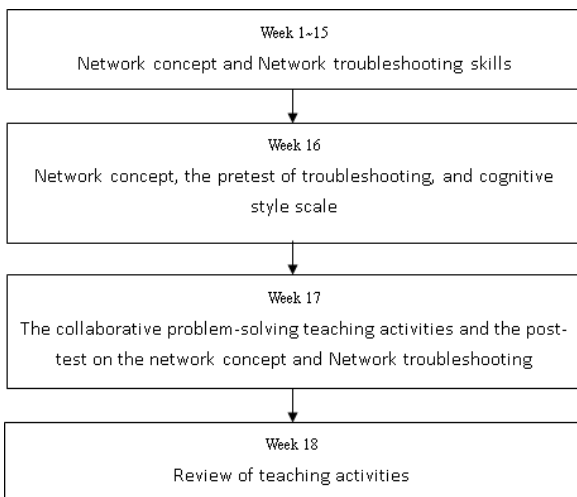 Week 1~15
Network concept and Network troubleshooting skills
Week 16
Network concept, the pretest of troubleshooting, and cognitive
style scale
Week 17
The collaborative problem-solving teaching activities and the post-
test on the network concept and Network troubleshooting
Week 18
Review of teaching activities